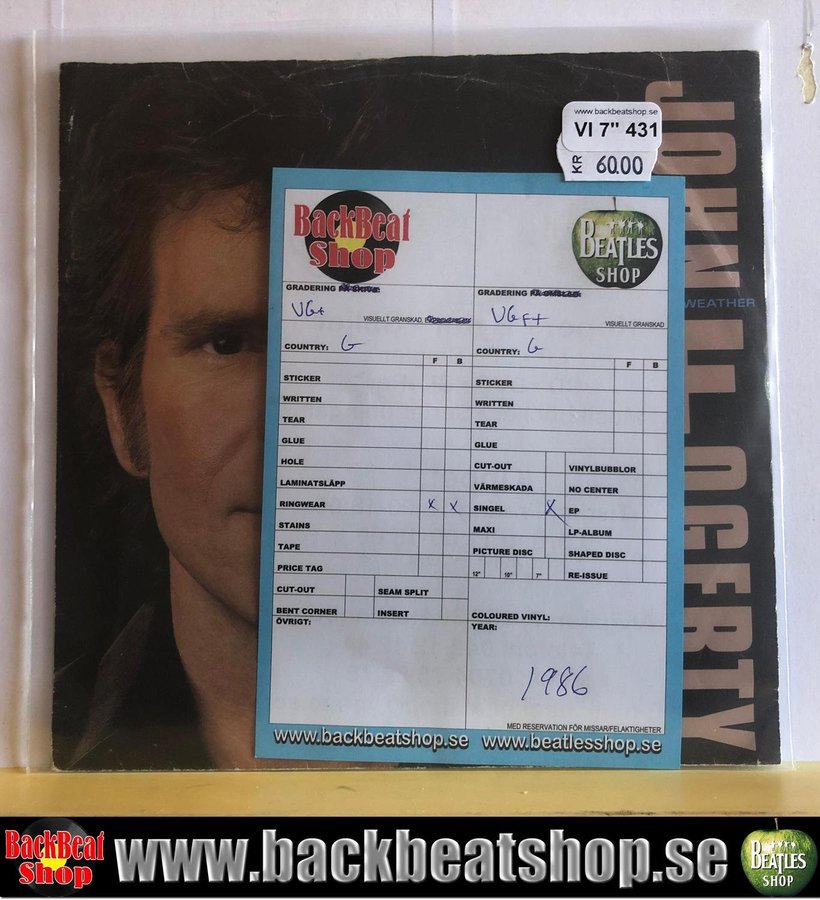 www.backbeatshop.se
VI 7" 431
KR 60.00
JOHN
OGERTY
WEATHER
BackBeat
Shop
GRADERING
VG+
VISUELLT GRANSKAD.
COUNTRY: G
F B
STICKER
WRITTEN
TEAR
GLUE
HOLE
LAMINATSLÄPP
RINGWEAR X X
STAINS
TAPE
PRICE TAG
CUT-OUT SEAM SPLIT
BENT CORNER INSERT
ÖVRIGT:
BEATLES
SHOP
GRADERING
VG++
VISUELLT GRANSKAD
COUNTRY: G
F B
STICKER
WRITTEN
TEAR
GLUE
CUT-OUT VINYLBUBBLOR
VÄRMESKADA NO CENTER
SINGEL X EP
MAXI LP-ALBUM
PICTURE DISC SHAPED DISC
12" 10" 7" RE-ISSUE
COLOURED VINYL:
YEAR:
1986
MED RESERVATION FÖR MISSAR/FELAKTIGHETER
www.backbeatshop.se www.beatlesshop.se
BackBeat
Shop
www.backbeatshop.se
BEATLES
SHOP